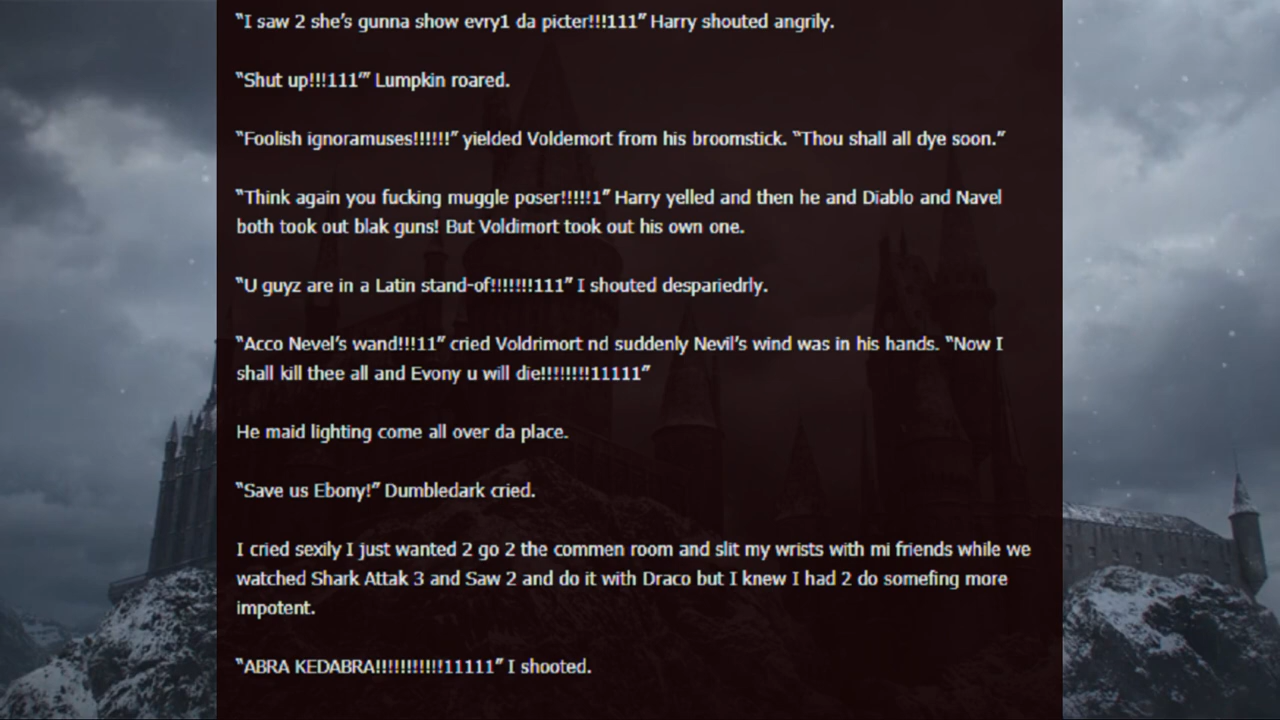 “I saw 2 she’s gunna show evry1 da picter!!!111” Harry shouted angrily.
“Shut up!!!111’” Lumpkin roared.
“Foolish ignoramuses!!!!!!” yielded Voldemort from his broomstick. “Thou shall all dye soon.”
“Think again you fucking muggle poser!!!!!1” Harry yelled and then he and Diablo and Navel
both took out blak guns! But Voldimort took out his own one.
“U guyz are in a Latin stand-of!!!!!!!111” I shouted despariedrly.
“Acco Nevel’s wand!!!11” cried Voldrimort nd suddenly Nevil’s wind was in his hands. “Now I
shall kill thee all and Evony u will die!!!!!!!!11111”
He maid lighting come all over da place.
“Save us Ebony!” Dumbledark cried.
I cried sexily I just wanted 2 go 2 the commen room and slit my wrists with mi friends while we
watched Shark Attak 3 and Saw 2 and do it with Draco but I knew I had 2 do somefing more
impotent.
“ABRA KEDABRA!!!!!!!!!!!11111” I shooted.